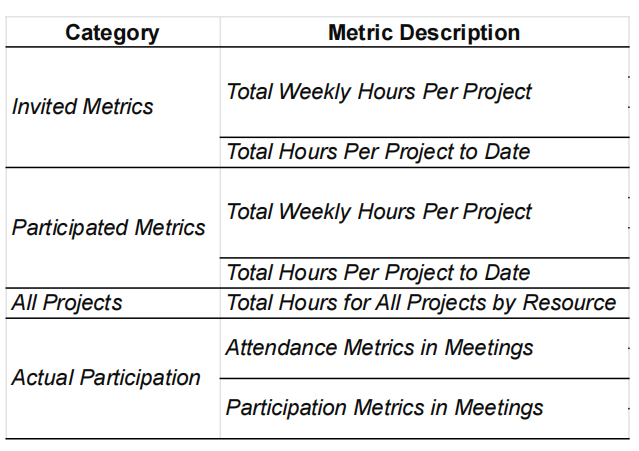 Category Metric Description
Invited Metrics
Total Weekly Hours Per Project
Total Hours Per Project to Date
Participated Metrics
Total Weekly Hours Per Project
Total Hours Per Project to Date
All Projects Total Hours for All Projects by Resource
Actual Participation
Attendance Metrics in Meetings
Participation Metrics in Meetings